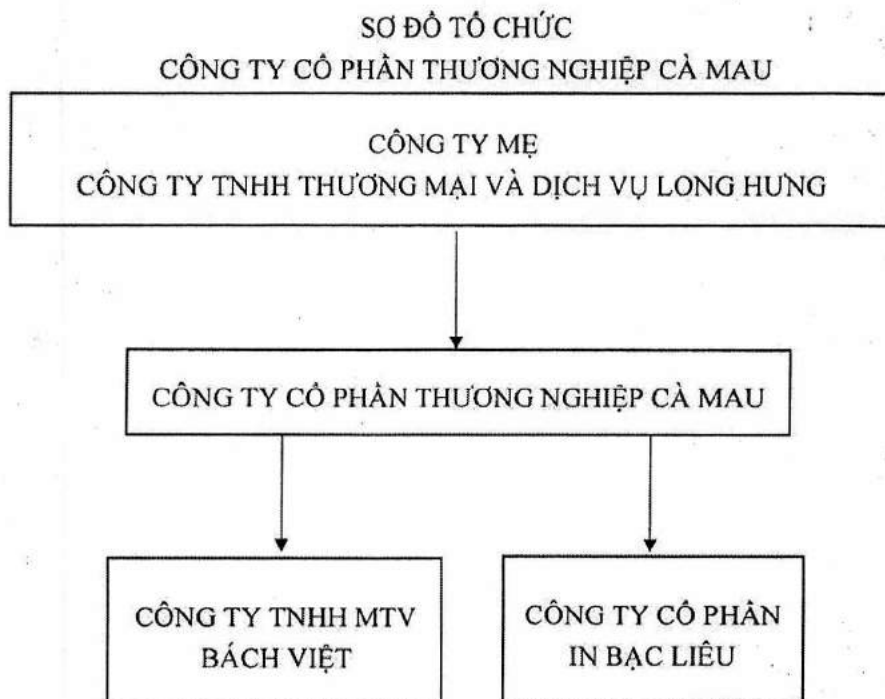 SƠ ĐỒ TỔ CHỨC
CÔNG TY CỔ PHẦN THƯƠNG NGHIỆP CÀ MAU
CÔNG TY MẸ
CÔNG TY TNHH THƯƠNG MẠI VÀ DỊCH VỤ LONG HƯNG
CÔNG TY CỔ PHẦN THƯƠNG NGHIỆP CÀ MAU
CÔNG TY TNHH MTV
BÁCH VIỆT
CÔNG TY CỔ PHẦN
IN BẠC LIÊU